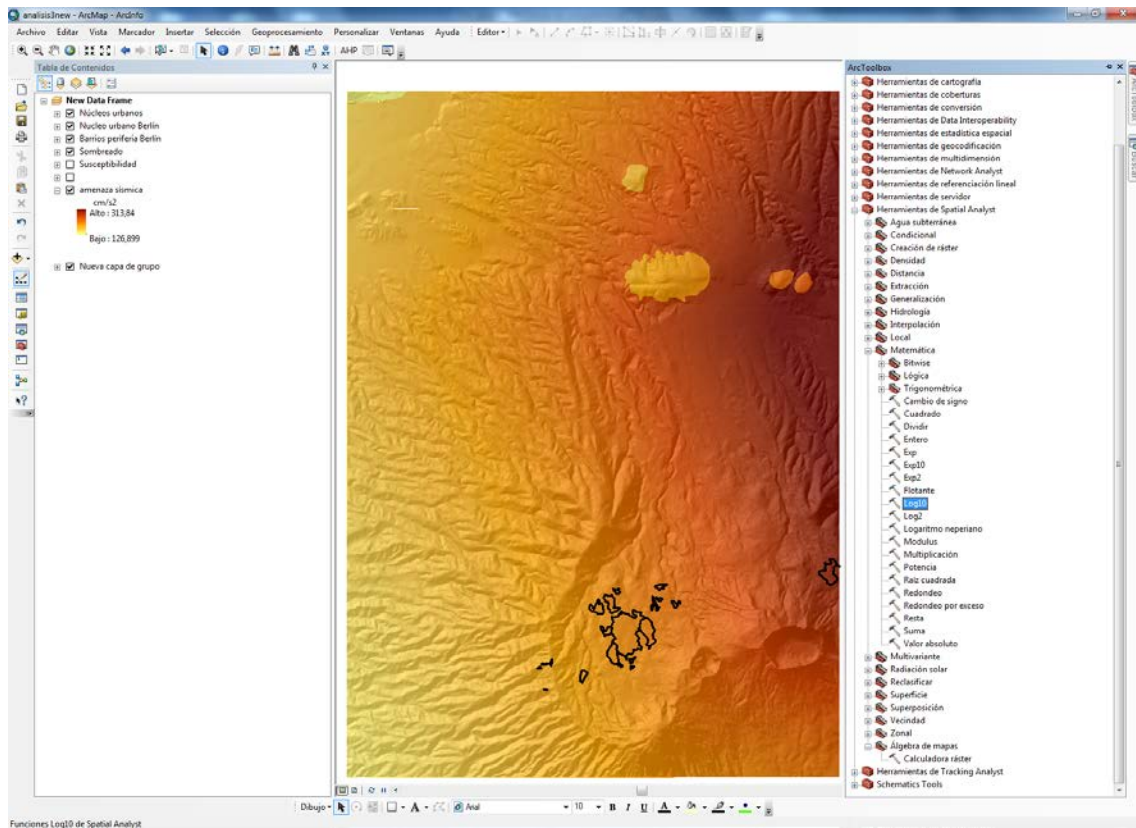 analisis3new - ArcMap - ArcInfo
Archivo Editar Vista Marcador Insertar Selección Geoprocesamiento Personalizar Ventanas Ayuda Editor
AHP
Tabla de Contenidos
New Data Frame
Núcleos urbanos
Nucleo urbano Berlín
Barrios periferia Berlín
Sombreado
Susceptibilidad
amenaza sísmica
cm/s2
Alto : 313,84
Bajo : 126,899
Nueva capa de grupo
ArcToolbox
Herramientas de cartografía
Herramientas de coberturas
Herramientas de conversión
Herramientas de Data Interoperability
Herramientas de estadística espacial
Herramientas de geocodificación
Herramientas de multidimensión
Herramientas de Network Analyst
Herramientas de referenciación lineal
Herramientas de servidor
Herramientas de Spatial Analyst
Agua subterránea
Condicional
Creación de ráster
Densidad
Distancia
Extracción
Generalización
Hidrología
Interpolación
Local
Matemática
Bitwise
Lógica
Trigonométrica
Cambio de signo
Cuadrado
Dividir
Entero
Exp
Exp10
Exp2
Flotante
Log10
Log2
Logaritmo neperiano
Modulus
Multiplicación
Potencia
Raíz cuadrada
Redondeo
Redondeo por exceso
Resta
Suma
Valor absoluto
Multivariante
Radiación solar
Reclasificar
Superficie
Superposición
Vecindad
Zonal
Álgebra de mapas
Calculadora ráster
Herramientas de Tracking Analyst
Schematics Tools
Dibujo A Arial 10 B I U A
Funciones Log10 de Spatial Analyst